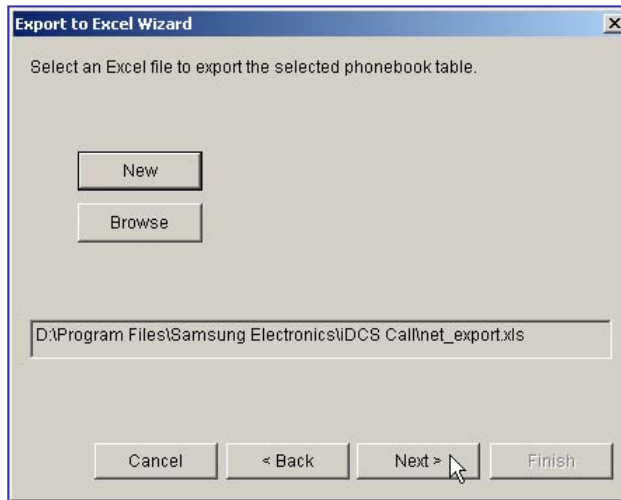 Export to Excel Wizard
Select an Excel file to export the selected phonebook table.
New
Browse
D:\Program Files\Samsung Electronics\iDCS Call\net_export.xls
Cancel
< Back
Next >
Finish